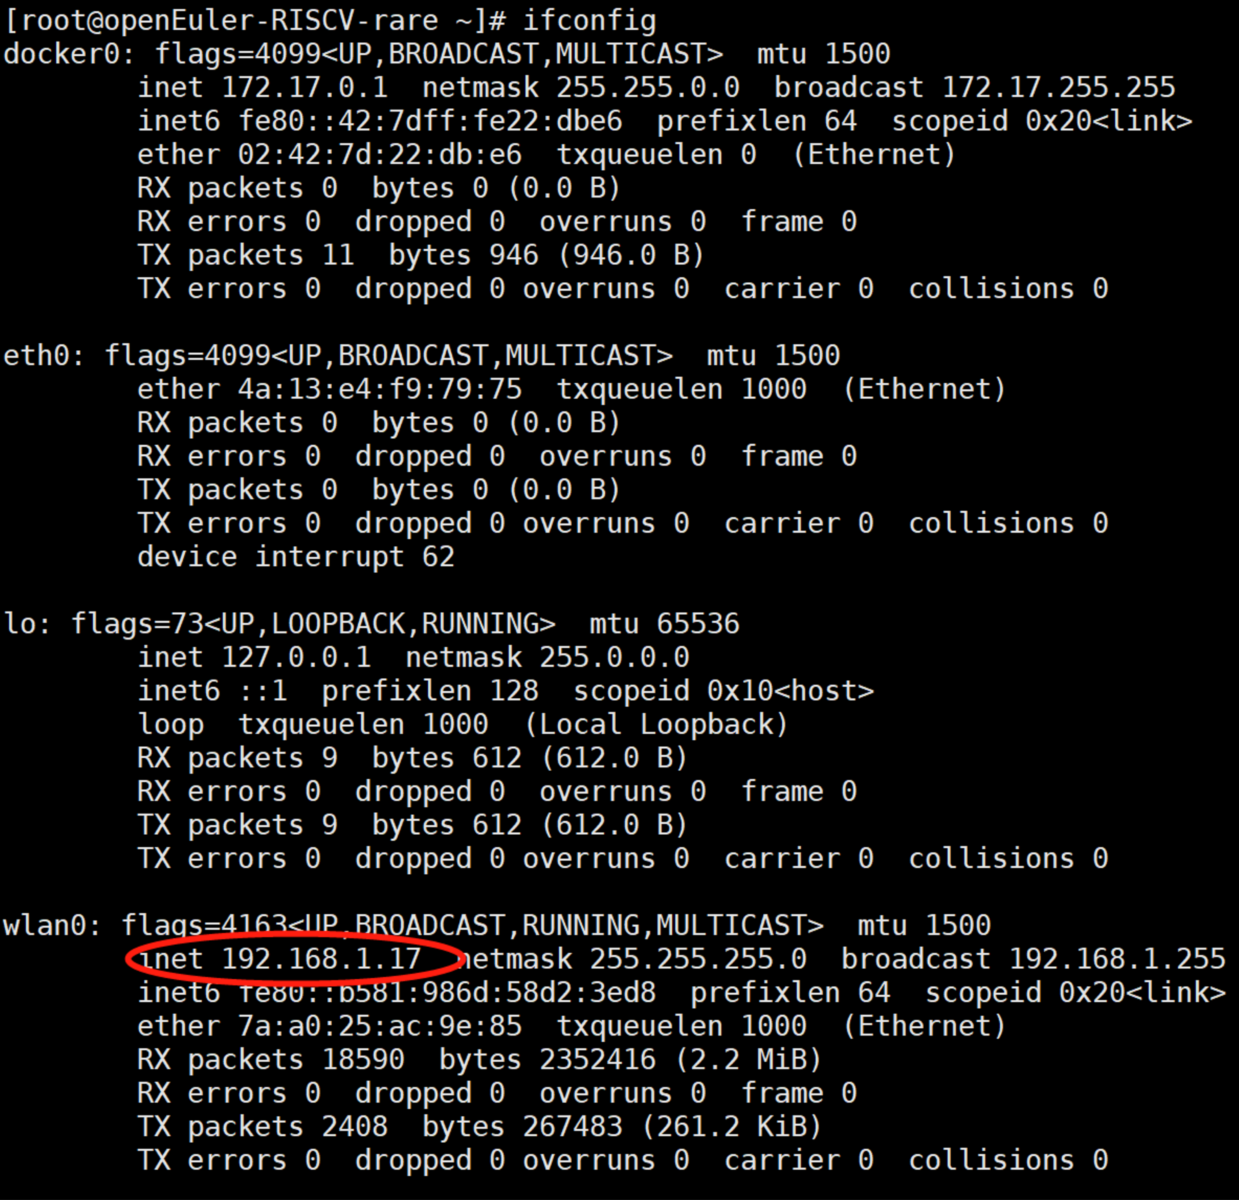 [root@openEuler-RISCV-rare ~]# ifconfig
docker0: flags=4099<UP,BROADCAST,MULTICAST>  mtu 1500
        inet 172.17.0.1  netmask 255.255.0.0  broadcast 172.17.255.255
        inet6 fe80::42:7dff:fe22:dbe6  prefixlen 64  scopeid 0x20<link>
        ether 02:42:7d:22:db:e6  txqueuelen 0  (Ethernet)
        RX packets 0  bytes 0 (0.0 B)
        RX errors 0  dropped 0  overruns 0  frame 0
        TX packets 11  bytes 946 (946.0 B)
        TX errors 0  dropped 0 overruns 0  carrier 0  collisions 0

eth0: flags=4099<UP,BROADCAST,MULTICAST>  mtu 1500
        ether 4a:13:e4:f9:79:75  txqueuelen 1000  (Ethernet)
        RX packets 0  bytes 0 (0.0 B)
        RX errors 0  dropped 0  overruns 0  frame 0
        TX packets 0  bytes 0 (0.0 B)
        TX errors 0  dropped 0 overruns 0  carrier 0  collisions 0
        device interrupt 62

lo: flags=73<UP,LOOPBACK,RUNNING>  mtu 65536
        inet 127.0.0.1  netmask 255.0.0.0
        inet6 ::1  prefixlen 128  scopeid 0x10<host>
        loop  txqueuelen 1000  (Local Loopback)
        RX packets 9  bytes 612 (612.0 B)
        RX errors 0  dropped 0  overruns 0  frame 0
        TX packets 9  bytes 612 (612.0 B)
        TX errors 0  dropped 0 overruns 0  carrier 0  collisions 0

wlan0: flags=4163<UP,BROADCAST,RUNNING,MULTICAST>  mtu 1500
        inet 192.168.1.17  netmask 255.255.255.0  broadcast 192.168.1.255
        inet6 fe80::b581:986d:58d2:3ed8  prefixlen 64  scopeid 0x20<link>
        ether 7a:a0:25:ac:9e:85  txqueuelen 1000  (Ethernet)
        RX packets 18590  bytes 2352416 (2.2 MiB)
        RX errors 0  dropped 0  overruns 0  frame 0
        TX packets 2408  bytes 267483 (261.2 KiB)
        TX errors 0  dropped 0 overruns 0  carrier 0  collisions 0